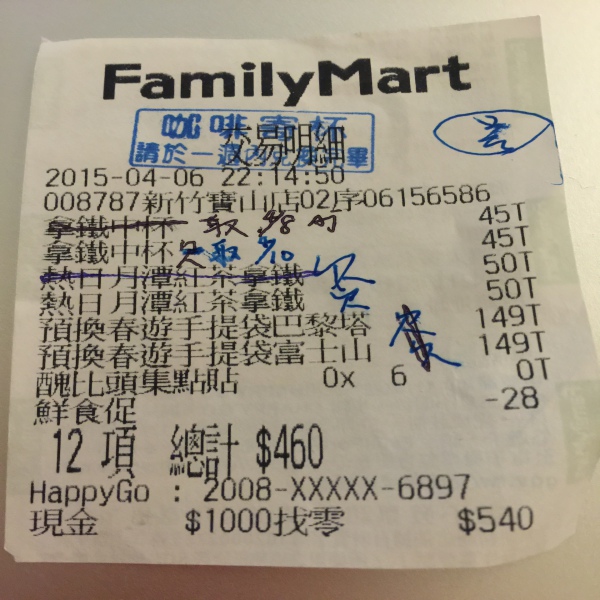 FamilyMart
咖啡寄杯
交易明細
請於一週內兌換完畢
2015-04-06 22:14:50
008787新竹寶山店02序06156586
拿鐵中杯 取 45T
拿鐵中杯 取 45T
熱日月潭紅茶拿鐵 50T
熱日月潭紅茶拿鐵 50T
預換春遊手提袋巴黎塔 149T
預換春遊手提袋富士山 149T
醜比頭集點貼 0x 6 0T
鮮食促 -28
12 項 總計 $460
HappyGo : 2008-XXXXX-6897
現金 $1000找零 $540